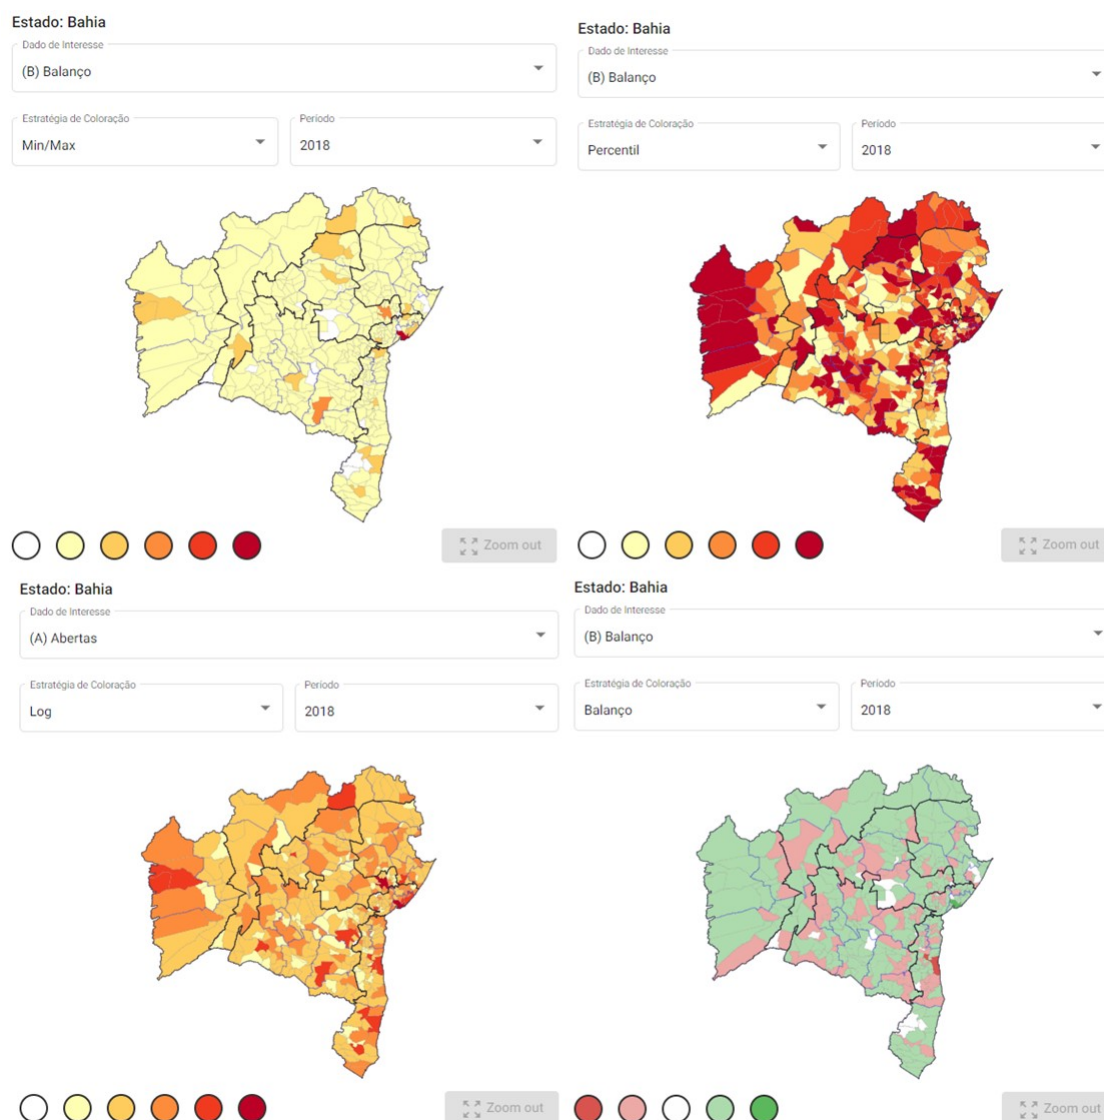 Estado: Bahia
Dado de Interesse
(B) Balanço
Estratégia de Coloração
Período
Min/Max
2018
Zoom out
Estado: Bahia
Dado de Interesse
(B) Balanço
Estratégia de Coloração
Período
Percentil
2018
Zoom out
Estado: Bahia
Dado de Interesse
(A) Abertas
Estratégia de Coloração
Período
Log
2018
Zoom out
Estado: Bahia
Dado de Interesse
(B) Balanço
Estratégia de Coloração
Período
Balanço
2018
Zoom out